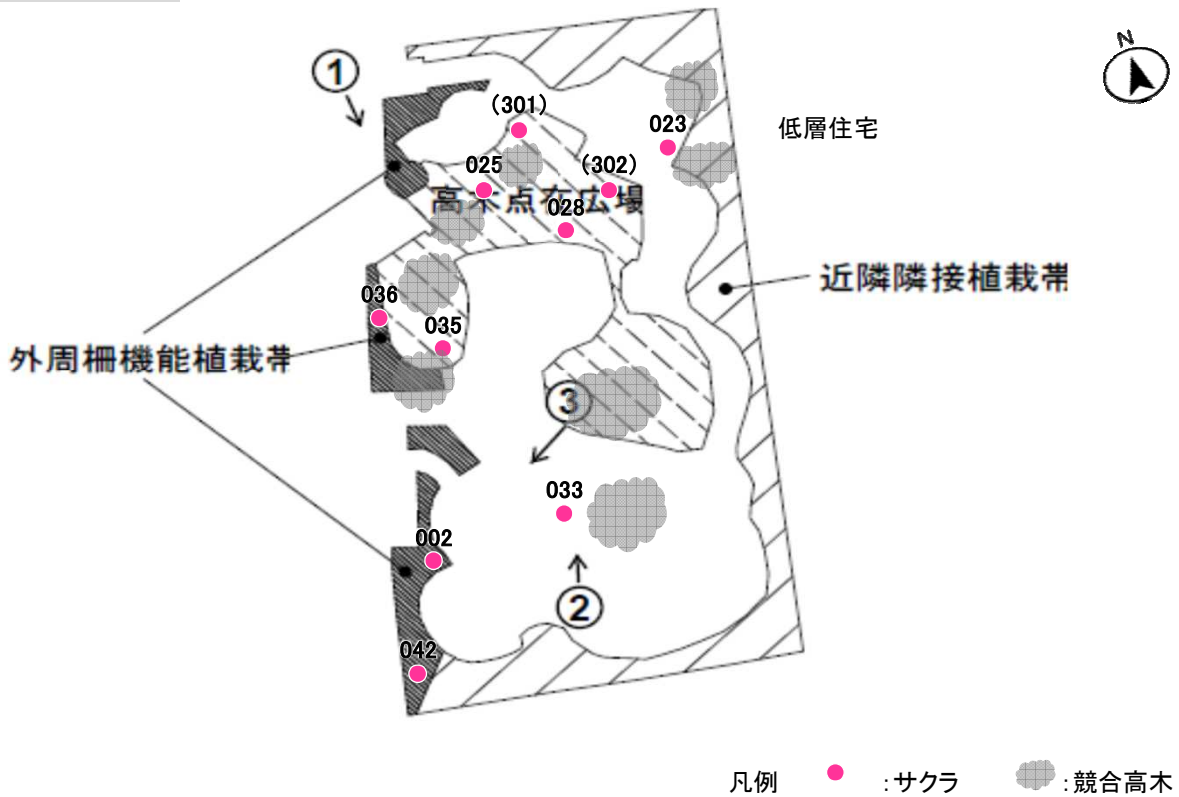 N
①
(301)
023
低層住宅
025
(302)
高木点在広場
028
近隣隣接植栽帯
036
035
外周柵機能植栽帯
③
033
002
②
042
凡例 :サクラ :競合高木